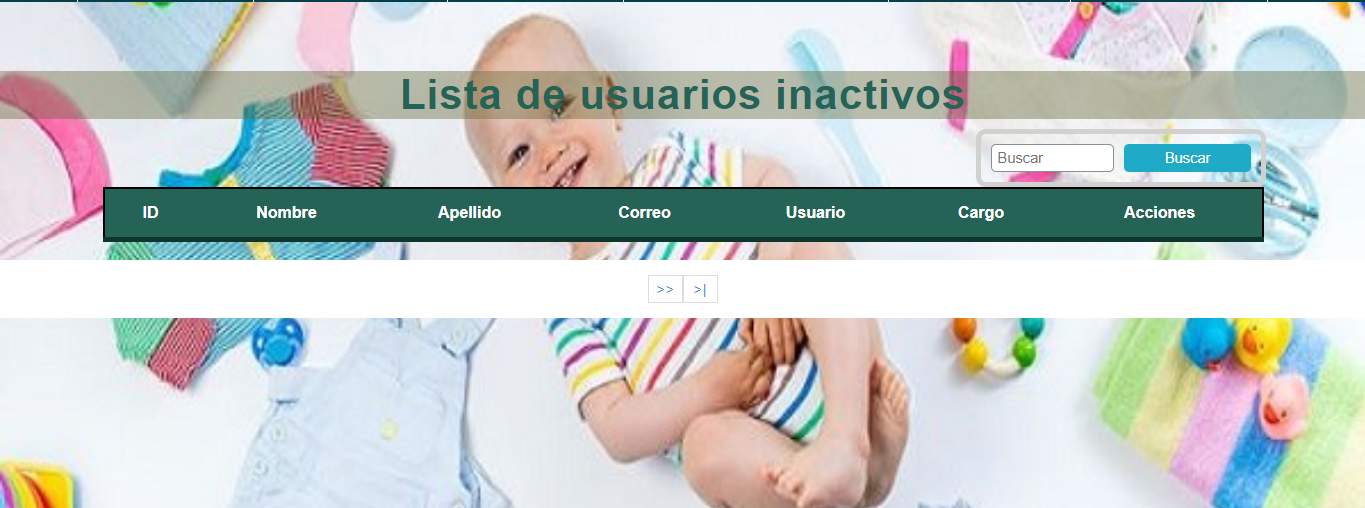 Lista de usuarios inactivos
Buscar Buscar
ID Nombre Apellido Correo Usuario Cargo Acciones
>> >|